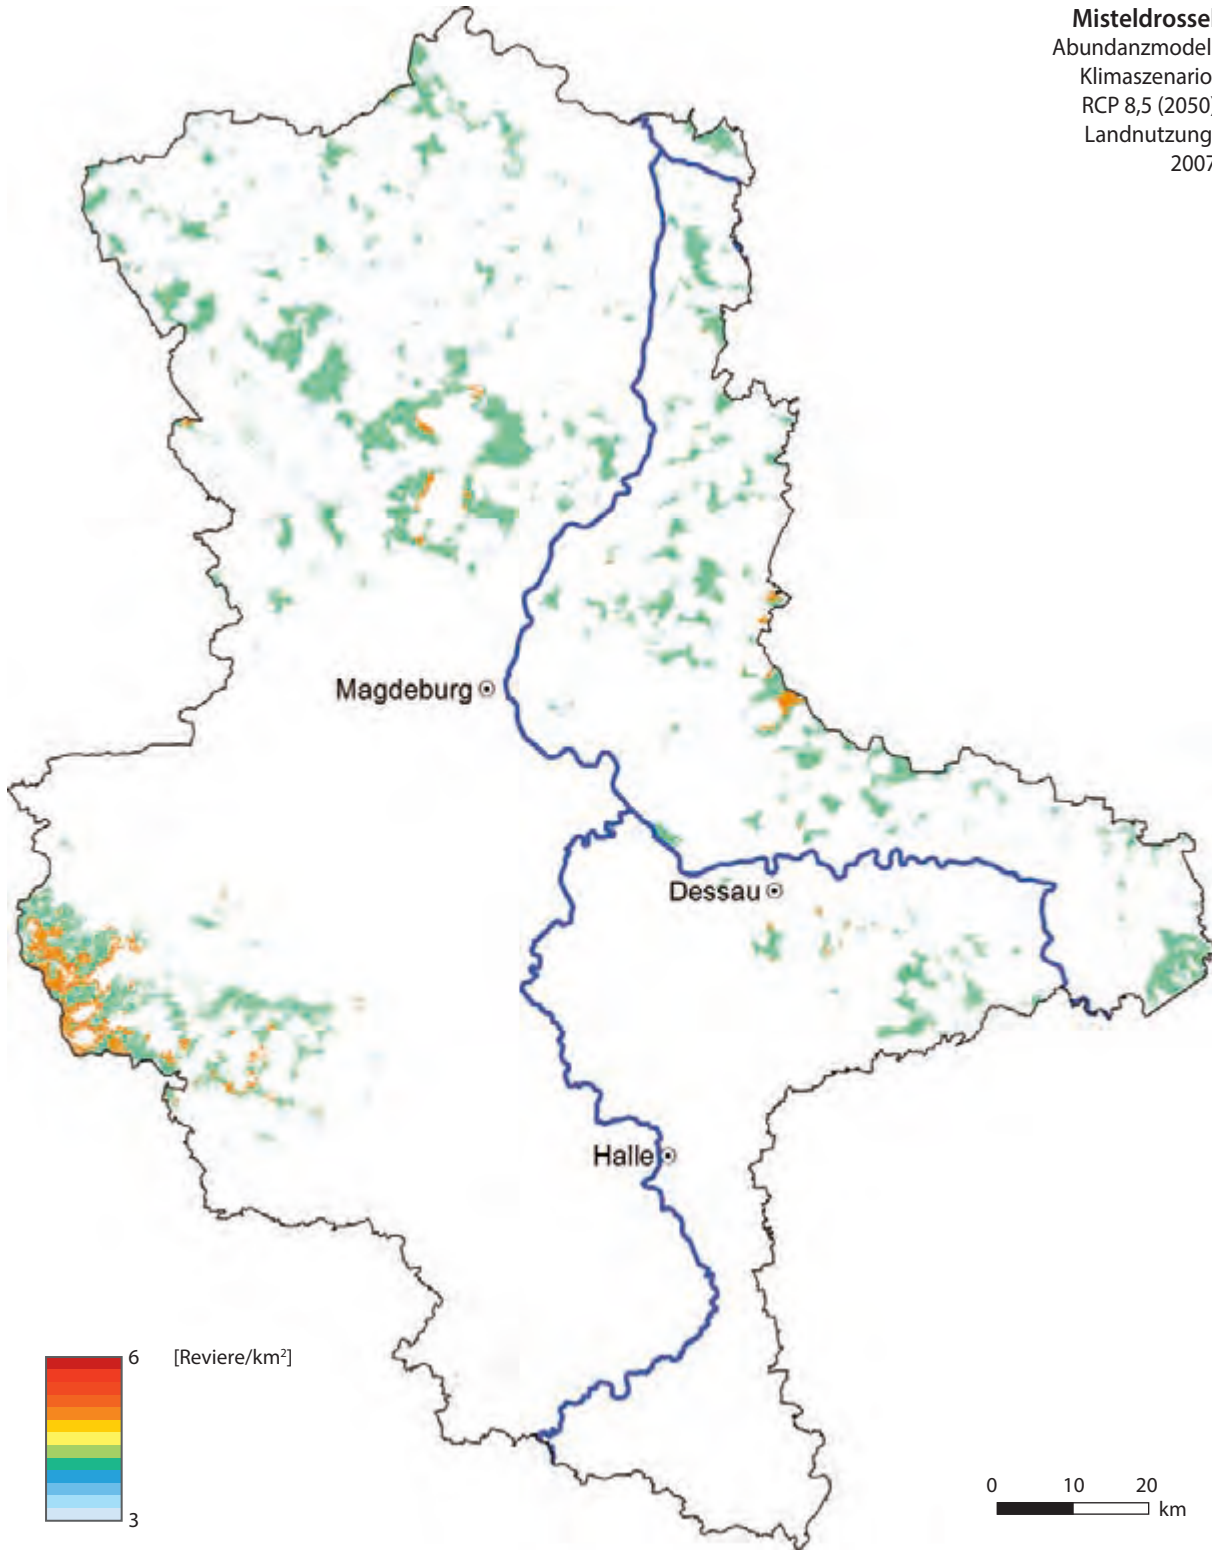 Misteldrossel
Abundanzmodell
Klimaszenario
RCP 8,5 (2050)
Landnutzung
2007
Magdeburg
Dessau
Halle
6 [Reviere/km²]
3
0 10 20
km